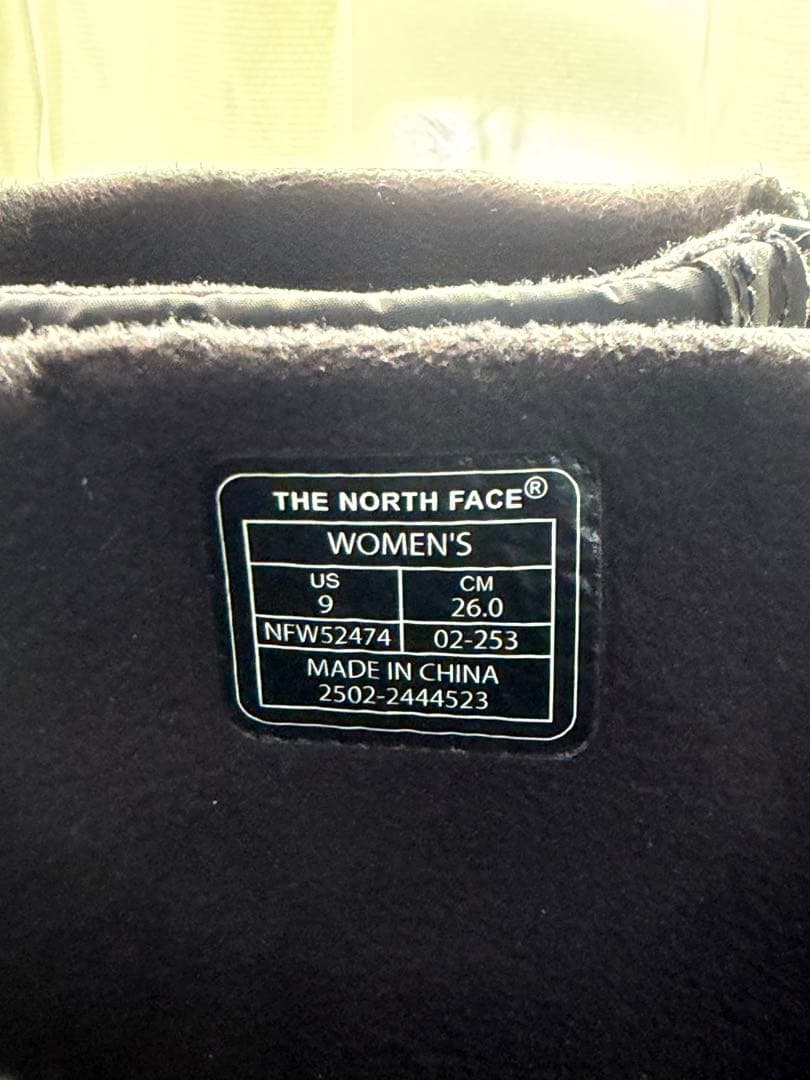 THE NORTH FACE®
WOMEN'S
US CM
9 26.0
NFW52474 02-253
MADE IN CHINA
2502-2444523